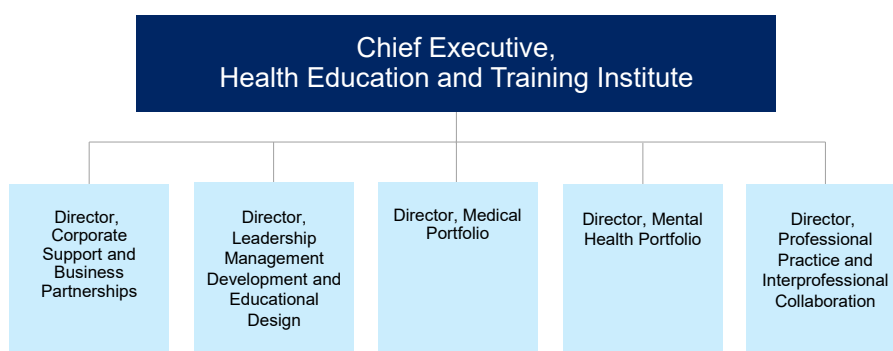 Chief Executive,
Health Education and Training Institute
Director,
Corporate
Support and
Business
Partnerships
Director,
Leadership
Management
Development and
Educational
Design
Director, Medical
Portfolio
Director, Mental
Health Portfolio
Director,
Professional
Practice and
Interprofessional
Collaboration